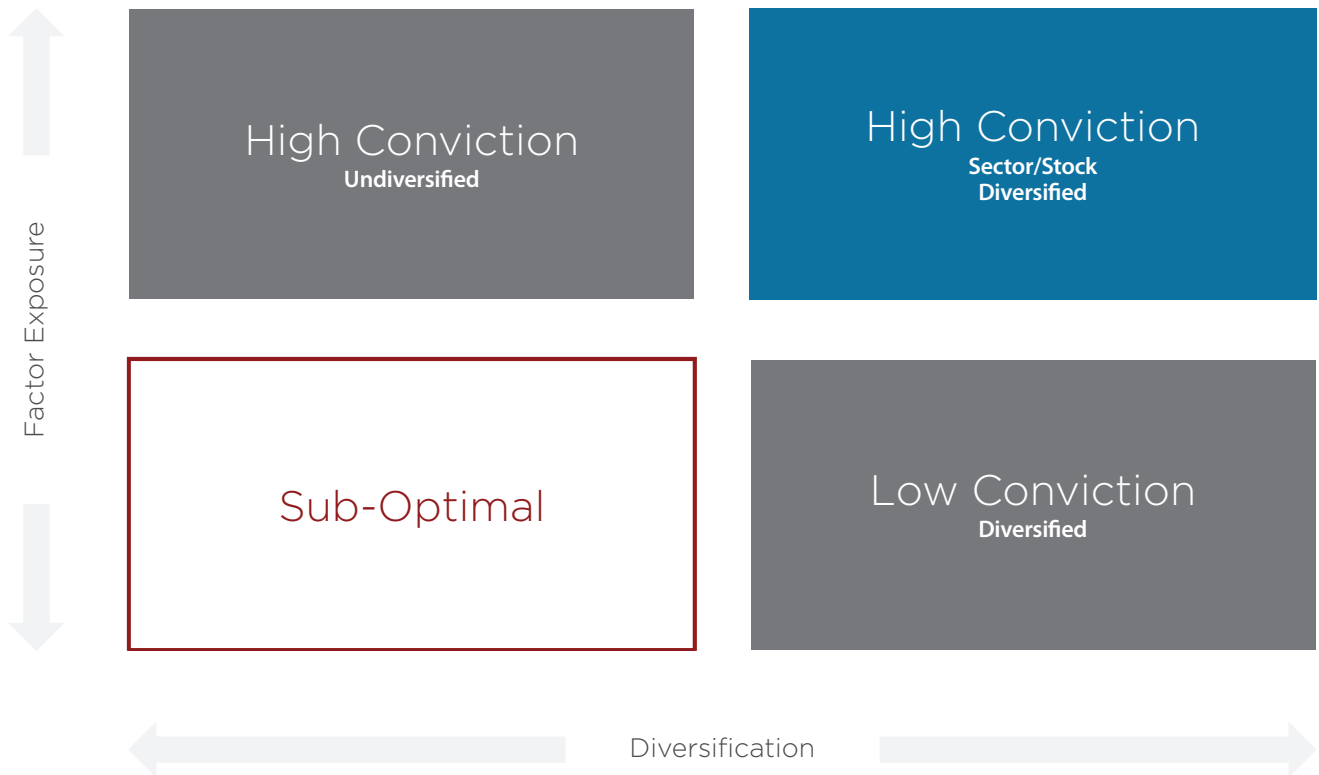 High Conviction
Undiversified
High Conviction
Sector/Stock
Diversified
Factor Exposure
Sub-Optimal
Low Conviction
Diversified
Diversification